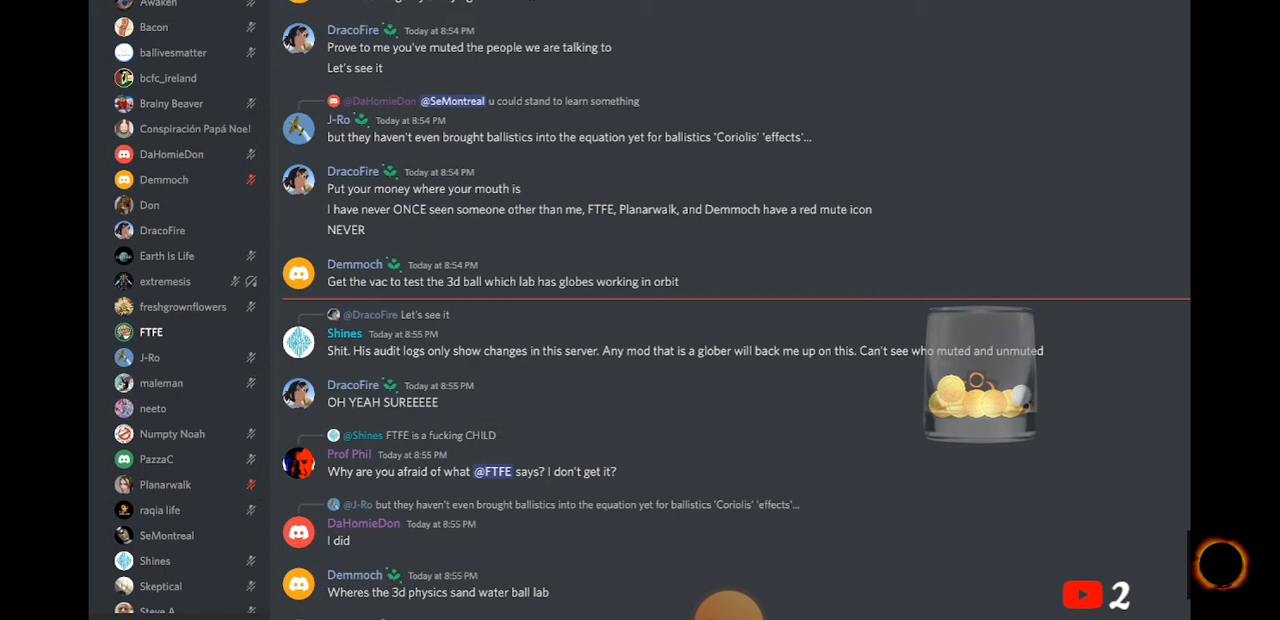 Awaken
Bacon
ballivesmatter
bcfc_ireland
Brainy Beaver
Conspiración Papá Noel
DaHomieDon
Demmoch
Don
DracoFire
Earth Is Life
extremesis
freshgrownflowers
FTFE
J-Ro
maleman
neeto
Numpty Noah
PazzaC
Planarwalk
raqia life
SeMontreal
Shines
Skeptical
Steve A
DracoFire Today at 8:54 PM
Prove to me you've muted the people we are talking to
Let's see it
@DaHomieDon @SeMontreal u could stand to learn something
J-Ro Today at 8:54 PM
but they haven't even brought ballistics into the equation yet for ballistics 'Coriolis' 'effects'...
DracoFire Today at 8:54 PM
Put your money where your mouth is
I have never ONCE seen someone other than me, FTFE, Planarwalk, and Demmoch have a red mute icon
NEVER
Demmoch Today at 8:54 PM
Get the vac to test the 3d ball which lab has globes working in orbit
@DracoFire Let's see it
Shines Today at 8:55 PM
Shit. His audit logs only show changes in this server. Any mod that is a glober will back me up on this. Can't see who muted and unmuted
DracoFire Today at 8:55 PM
OH YEAH SUREEEEE
@Shines FTFE is a fucking CHILD
Prof Phil Today at 8:55 PM
Why are you afraid of what @FTFE says? I don't get it?
@J-Ro but they haven't even brought ballistics into the equation yet for ballistics 'Coriolis' 'effects'...
DaHomieDon Today at 8:55 PM
I did
Demmoch Today at 8:55 PM
Wheres the 3d physics sand water ball lab
2